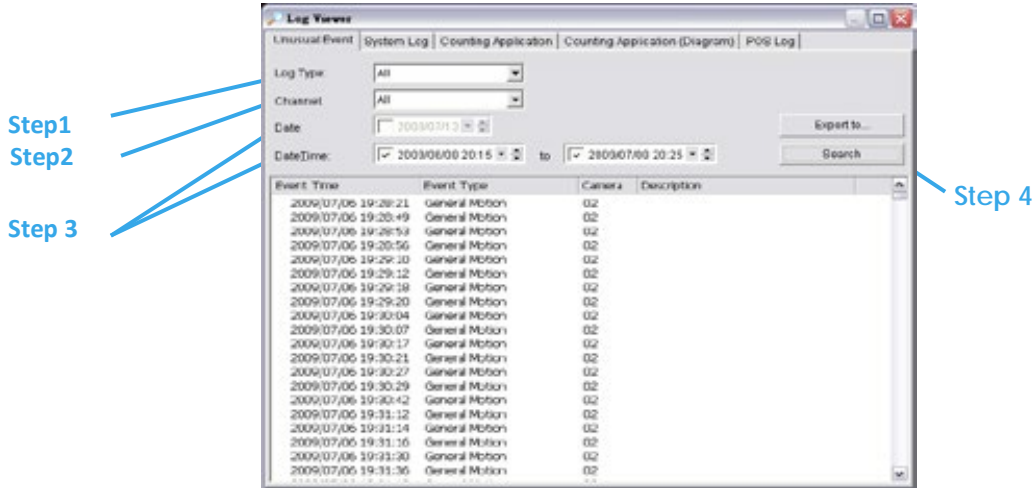 Log Viewer
Unusual Event System Log Counting Application Counting Application (Diagram) POS Log
Log Type: All
Channel: All
Step1
Date: 2009/07/13 Export to...
Step2
DateTime: 20:15 to 20:25 Search
Event Time Event Type Camera Description
Step 4
2009/07/06 19:28:21 General Motion 02
2009/07/06 19:28:49 General Motion 02
Step 3
2009/07/06 19:28:53 General Motion 02
2009/07/06 19:28:56 General Motion 02
2009/07/06 19:29:10 General Motion 02
2009/07/06 19:29:12 General Motion 02
2009/07/06 19:29:18 General Motion 02
2009/07/06 19:29:20 General Motion 02
2009/07/06 19:30:04 General Motion 02
2009/07/06 19:30:07 General Motion 02
2009/07/06 19:30:17 General Motion 02
2009/07/06 19:30:21 General Motion 02
2009/07/06 19:30:27 General Motion 02
2009/07/06 19:30:29 General Motion 02
2009/07/06 19:30:42 General Motion 02
2009/07/06 19:31:12 General Motion 02
2009/07/06 19:31:14 General Motion 02
2009/07/06 19:31:16 General Motion 02
2009/07/06 19:31:30 General Motion 02
2009/07/06 19:31:36 General Motion 02